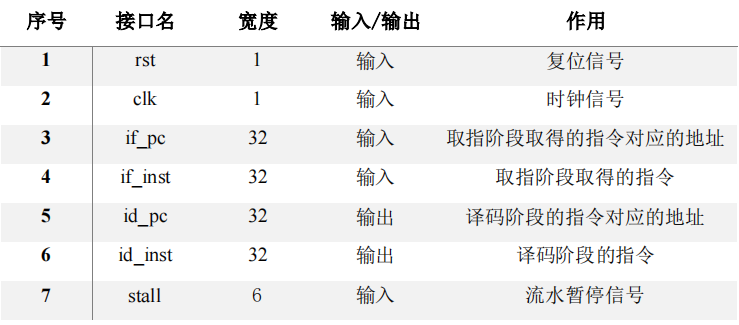 序号 接口名 宽度 输入/输出 作用
1 rst 1 输入 复位信号
2 clk 1 输入 时钟信号
3 if_pc 32 输入 取指阶段取得的指令对应的地址
4 if_inst 32 输入 取指阶段取得的指令
5 id_pc 32 输出 译码阶段的指令对应的地址
6 id_inst 32 输出 译码阶段的指令
7 stall 6 输入 流水暂停信号